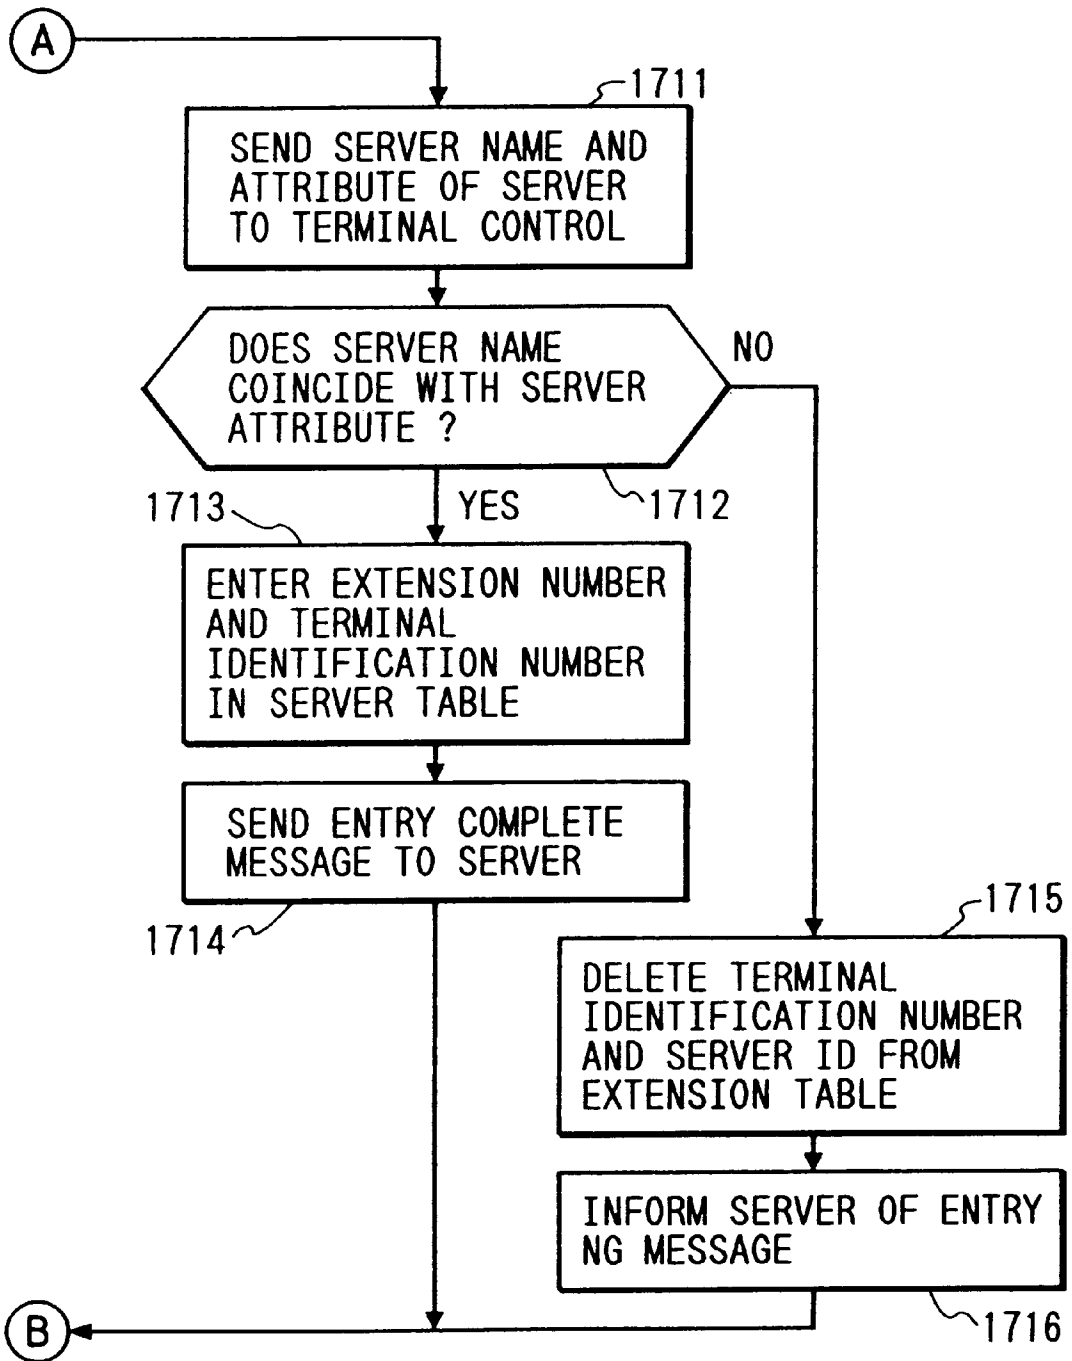 A
1711
SEND SERVER NAME AND
ATTRIBUTE OF SERVER
TO TERMINAL CONTROL
DOES SERVER NAME
COINCIDE WITH SERVER
ATTRIBUTE ?
NO
1712
YES
1713
ENTER EXTENSION NUMBER
AND TERMINAL
IDENTIFICATION NUMBER
IN SERVER TABLE
SEND ENTRY COMPLETE
MESSAGE TO SERVER
1714
1715
DELETE TERMINAL
IDENTIFICATION NUMBER
AND SERVER ID FROM
EXTENSION TABLE
INFORM SERVER OF ENTRY
NG MESSAGE
1716
B